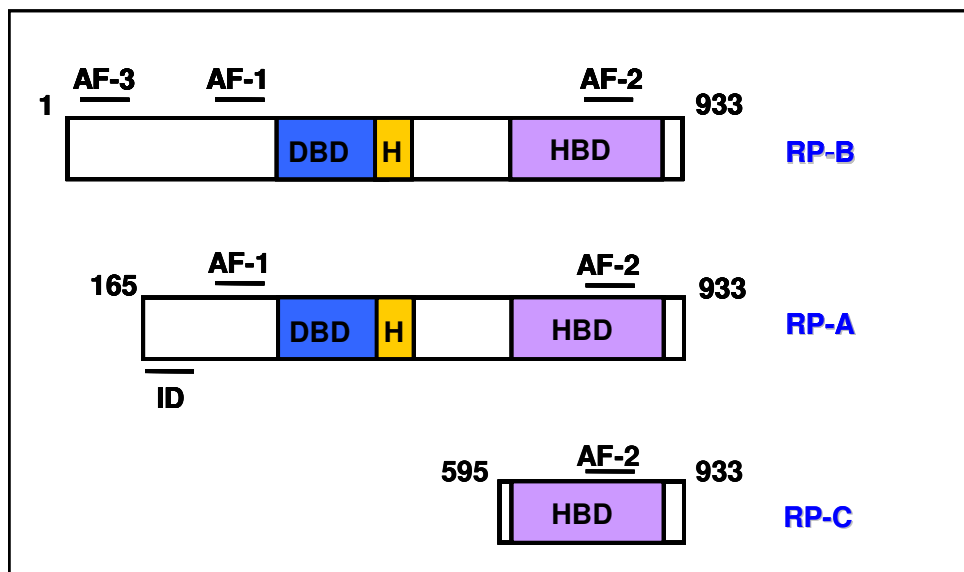 AF-3 AF-1 AF-2
1 933
DBD H HBD RP-B
AF-1 AF-2
165 933
DBD H HBD RP-A
ID
AF-2
595 933
HBD RP-C